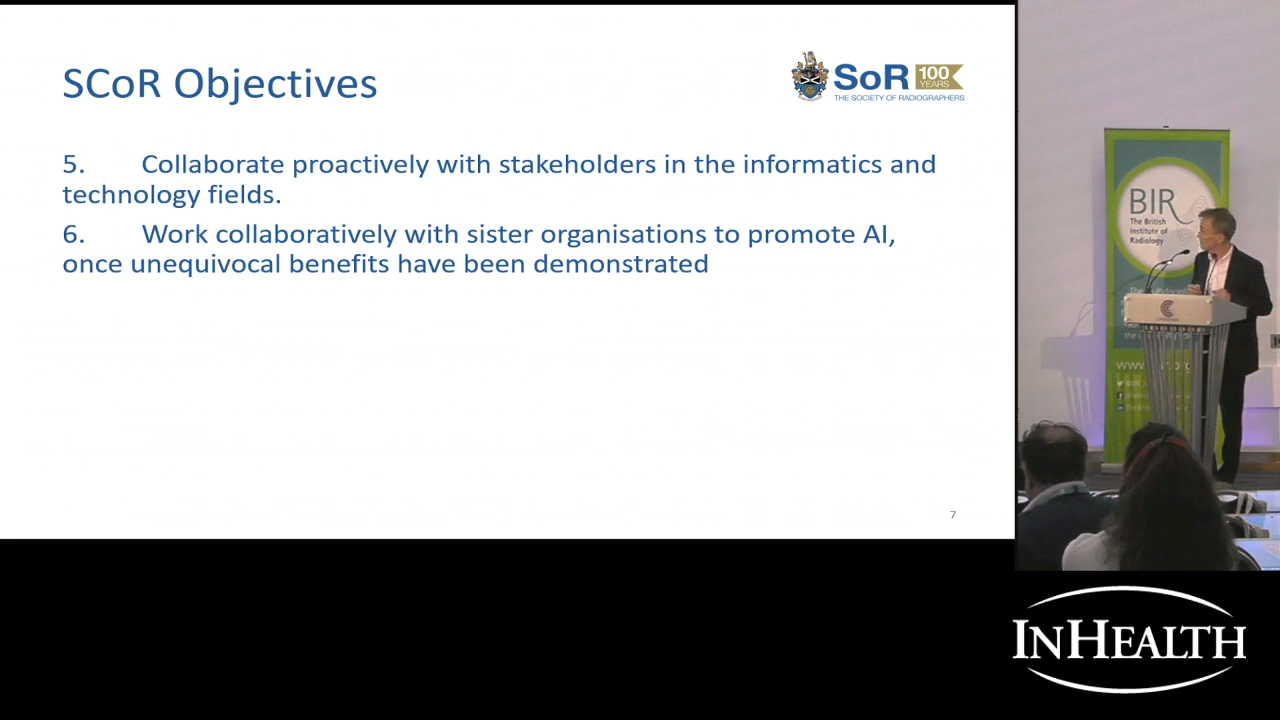 SCoR Objectives
SoR 100 YEARS
THE SOCIETY OF RADIOGRAPHERS
5. Collaborate proactively with stakeholders in the informatics and
technology fields.
6. Work collaboratively with sister organisations to promote AI,
once unequivocal benefits have been demonstrated
7
BIR
The British
Institute of
Radiology
www.
INHEALTH